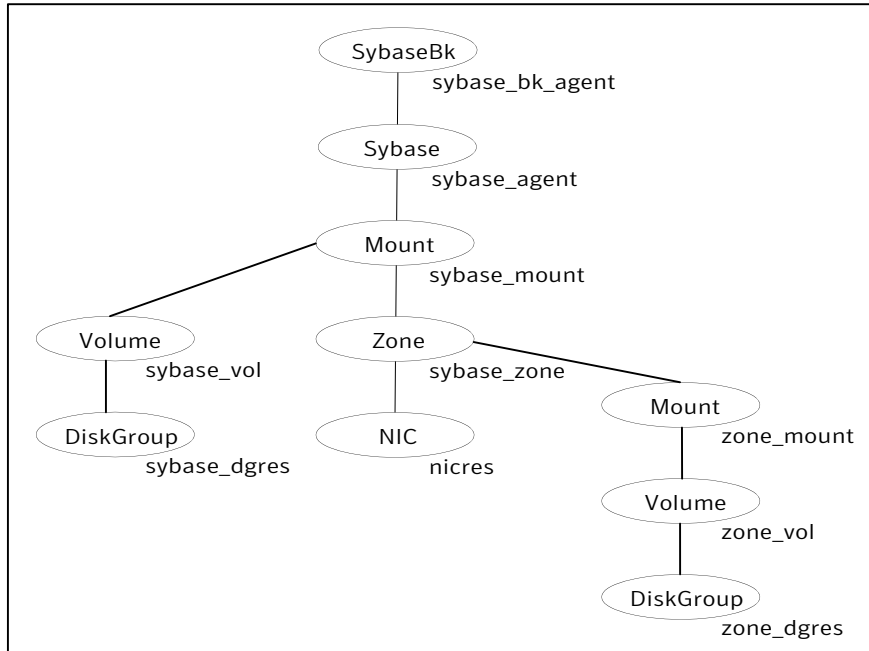 SybaseBk
sybase_bk_agent
Sybase
sybase_agent
Mount
sybase_mount
Volume
sybase_vol
Zone
sybase_zone
Mount
zone_mount
DiskGroup
sybase_dgres
NIC
nicres
Volume
zone_vol
DiskGroup
zone_dgres